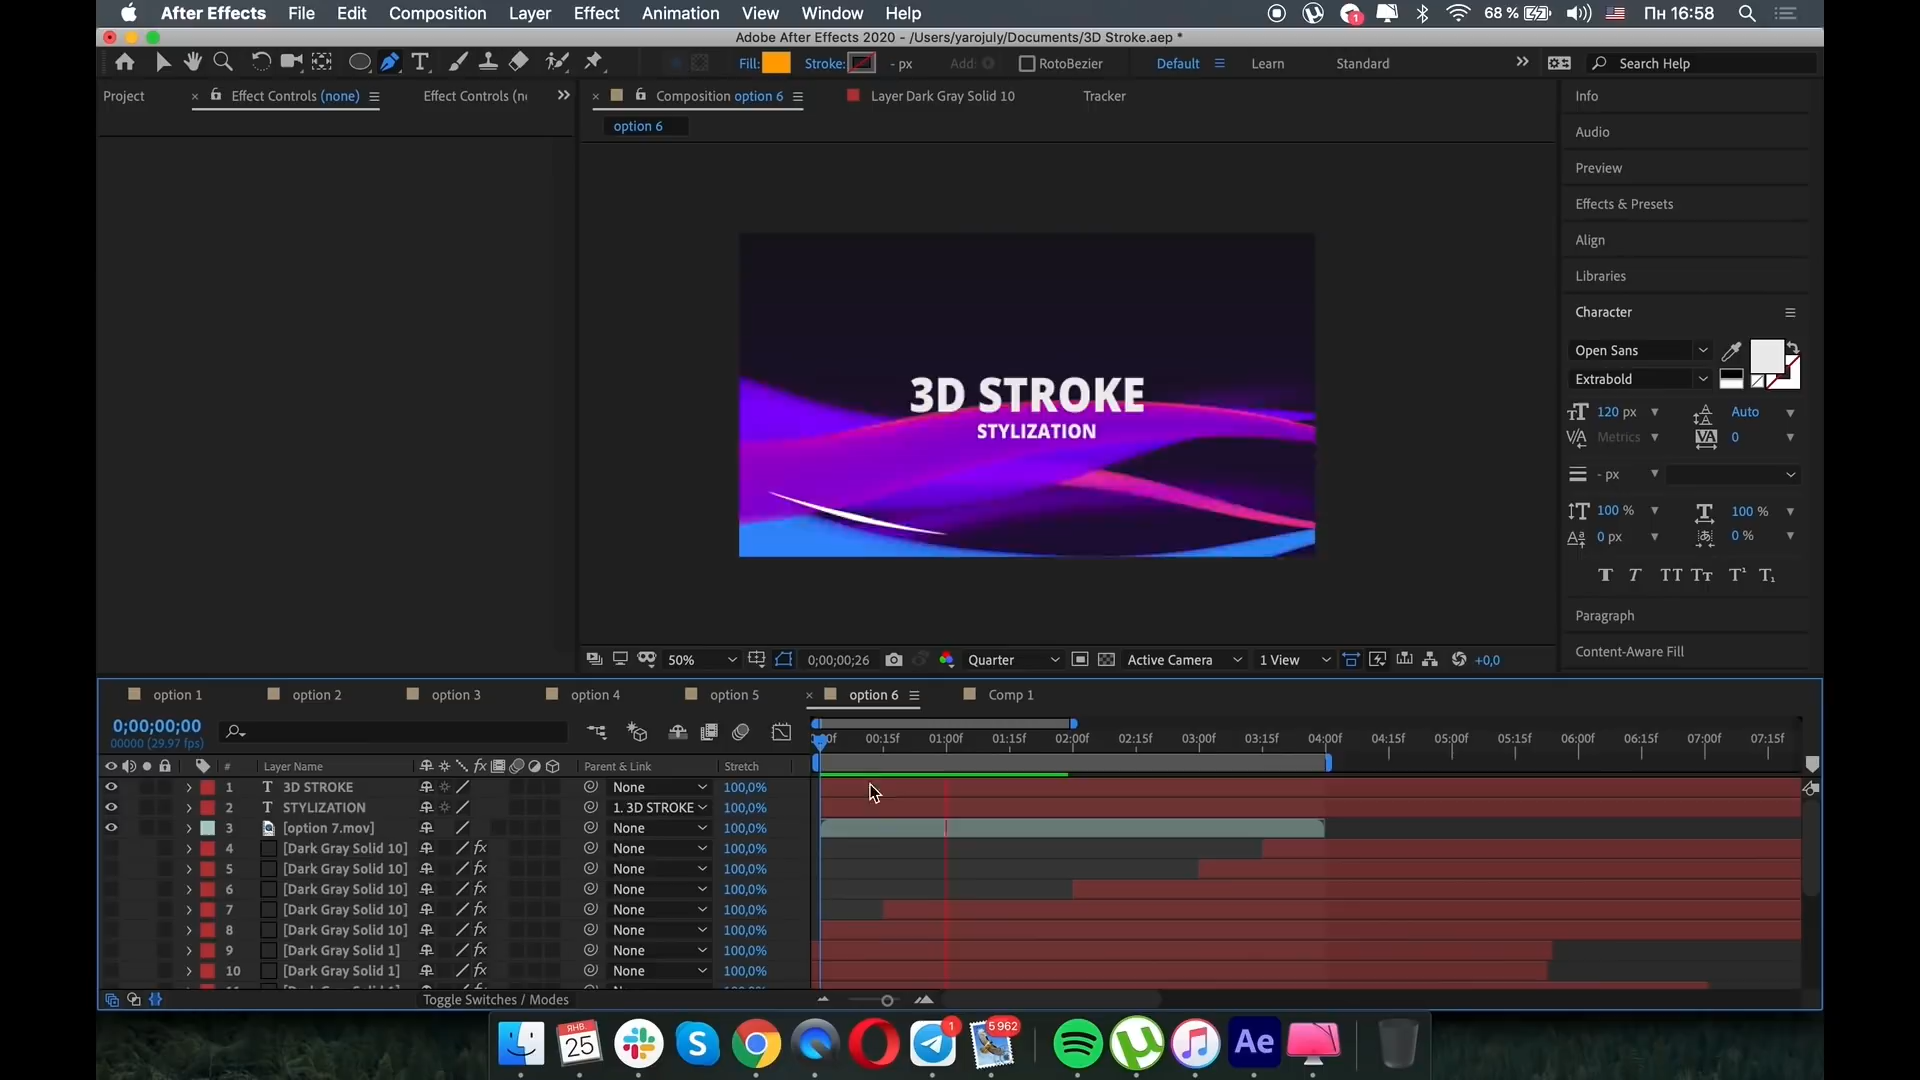 After Effects File Edit Composition Layer Effect Animation View Window Help 1 68 % Пн 16:58
Adobe After Effects 2020 - /Users/yarojuly/Documents/3D Stroke.aep *
Fill: Stroke: - px Add: RotoBezier Default Learn Standard Search Help
Project Effect Controls (none) Effect Controls (n Composition option 6 Layer Dark Gray Solid 10 Tracker Info
option 6
Audio
Preview
Effects & Presets
Align
Libraries
Character
Open Sans
Extrabold
120 px Auto
Metrics 0
- px
100 % 100 %
0 px 0 %
Paragraph
Content-Aware Fill
3D STROKE
STYLIZATION
50% 0;00;00;26 Quarter Active Camera 1 View +0,0
option 1 option 2 option 3 option 4 option 5 option 6 Comp 1
0;00;00;00
00000 (29.97 fps)
00f 00:15f 01:00f 01:15f 02:00f 02:15f 03:00f 03:15f 04:00f 04:15f 05:00f 05:15f 06:00f 06:15f 07:00f 07:15f
# Layer Name fx Parent & Link Stretch
1 T 3D STROKE None 100,0%
2 T STYLIZATION 1. 3D STROKE 100,0%
3 [option 7.mov] None 100,0%
4 [Dark Gray Solid 10] fx None 100,0%
5 [Dark Gray Solid 10] fx None 100,0%
6 [Dark Gray Solid 10] fx None 100,0%
7 [Dark Gray Solid 10] fx None 100,0%
8 [Dark Gray Solid 10] fx None 100,0%
9 [Dark Gray Solid 1] fx None 100,0%
10 [Dark Gray Solid 1] fx None 100,0%
Toggle Switches / Modes
ЯНВ. 25 1 5 962 Ae